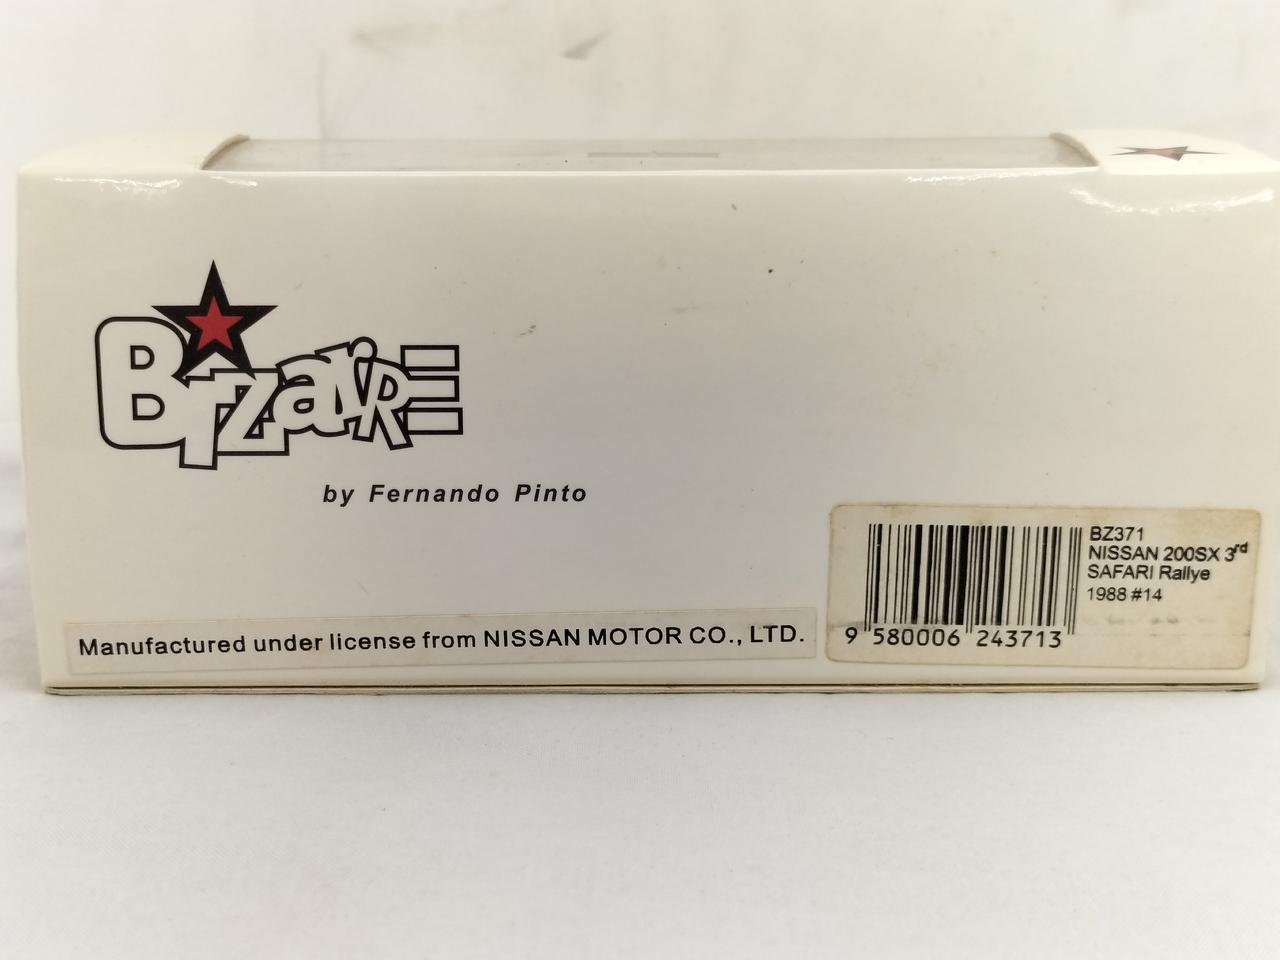 BizaRRE
by Fernando Pinto
Manufactured under license from NISSAN MOTOR CO., LTD.
BZ371
NISSAN 200SX 3rd
SAFARI Rallye
1988 #14
9 580006 243713